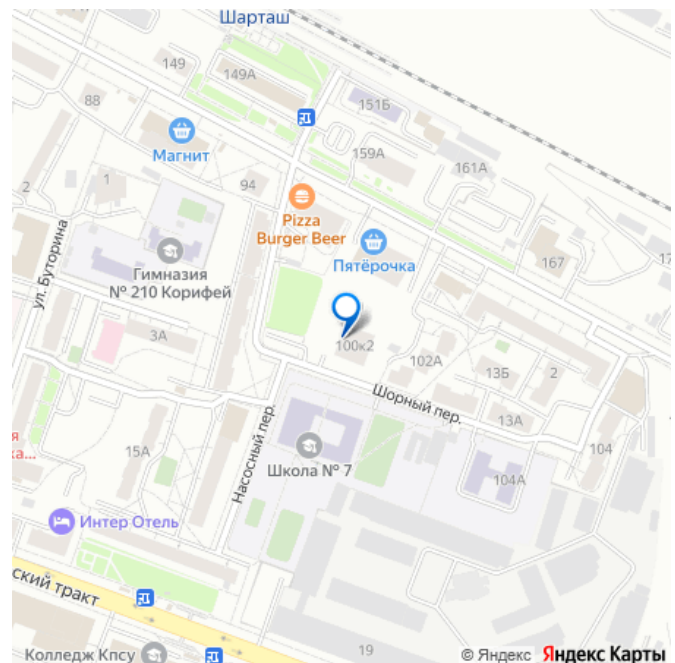 Шарташ
149
149А
151Б
88
Магнит
159А
161А
94
2
1
Pizza
Burger Beer
Пятёрочка
167
17
ул. Буторина
Гимназия
№ 210 Корифей
3А
100к2
102А
13Б
2
Шорный пер.
13А
Насосный пер.
104
я
ка...
15А
Школа № 7
104А
Интер Отель
ский тракт
19
Колледж Кпсу
© Яндекс Яндекс Карты